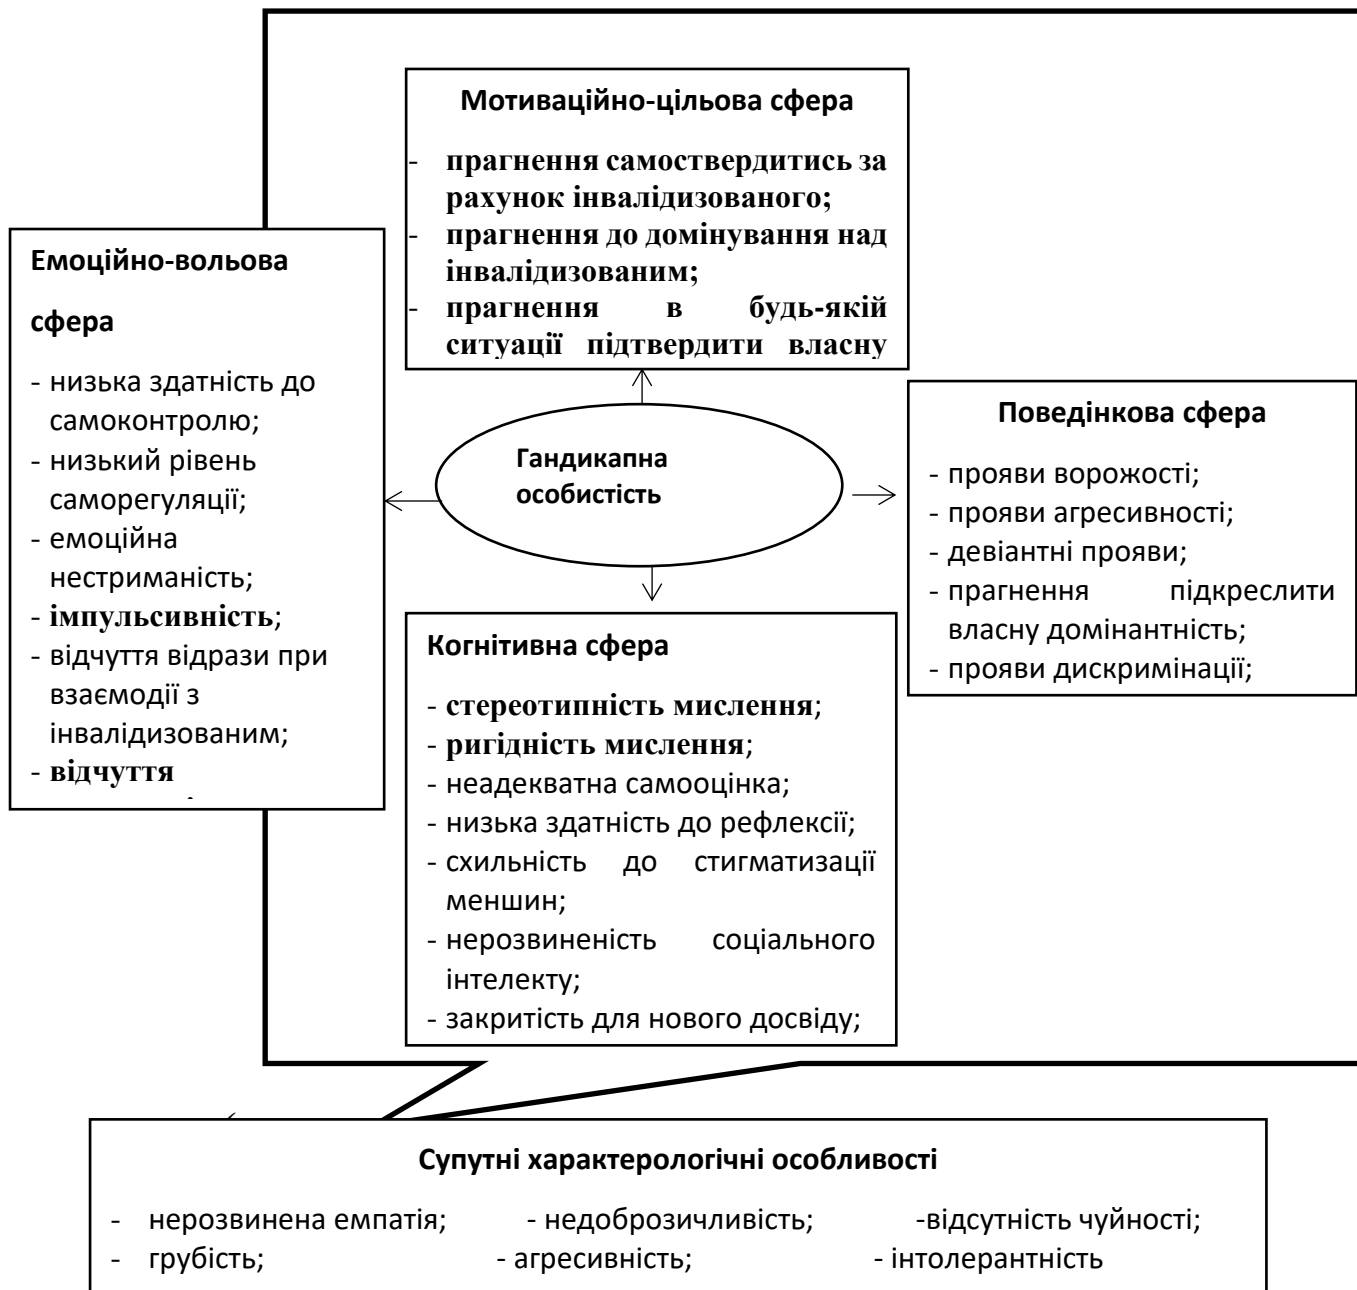 Мотиваційно-цільова сфера
- прагнення самоствердитись за
рахунок інвалідизованого;
- прагнення до домінування над
інвалідизованим;
- прагнення в будь-якій
ситуації підтвердити власну
Емоційно-вольова
сфера
- низька здатність до
самоконтролю;
- низький рівень
саморегуляції;
- емоційна
нестриманість;
- імпульсивність;
- відчуття відрази при
взаємодії з
інвалідизованим;
- відчуття
Гандикапна
особистість
Поведінкова сфера
- прояви ворожості;
- прояви агресивності;
- девіантні прояви;
- прагнення підкреслити
власну домінантність;
- прояви дискримінації;
Когнітивна сфера
- стереотипність мислення;
- ригідність мислення;
- неадекватна самооцінка;
- низька здатність до рефлексії;
- схильність до стигматизації
меншин;
- нерозвиненість соціального
інтелекту;
- закритість для нового досвіду;
Супутні характерологічні особливості
- нерозвинена емпатія; - недоброзичливість; -відсутність чуйності;
- грубість; - агресивність; - інтолерантність